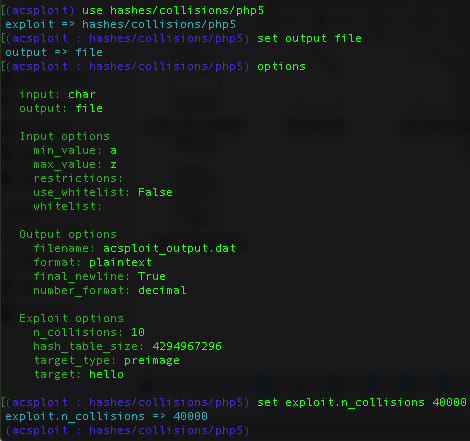 [(acsploit) use hashes/collisions/php5
exploit => hashes/collisions/php5
[(acsploit : hashes/collisions/php5) set output file
output => file
[(acsploit : hashes/collisions/php5) options
input: char
output: file
Input options
min_value: a
max_value: z
restrictions:
use_whitelist: False
whitelist:
Output options
filename: acsploit_output.dat
format: plaintext
final_newline: True
number_format: decimal
Exploit options
n_collisions: 10
hash_table_size: 4294967296
target_type: preimage
target: hello
[(acsploit : hashes/collisions/php5) set exploit.n_collisions 40000
exploit.n_collisions => 40000
(acsploit : hashes/collisions/php5)